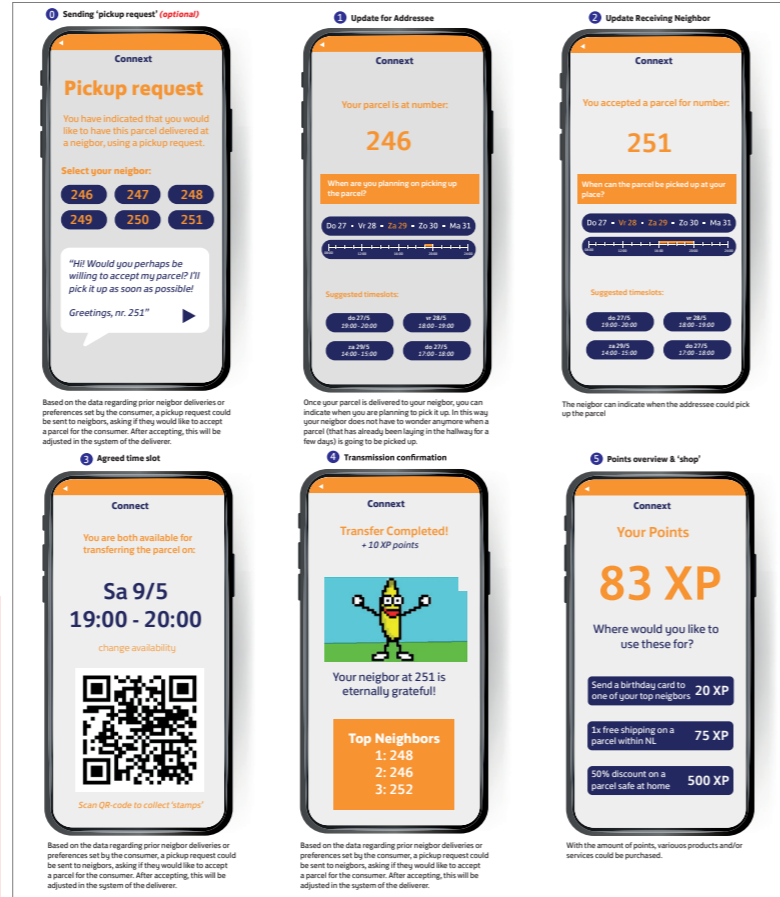 0 Sending 'pickup request' (optional)
Connext
Pickup request
You have indicated that you would
like to have this parcel delivered at
a neigbor, using a pickup request.
Select your neigbor:
246 247 248
249 250 251
"Hi! Would you perhaps be
willing to accept my parcel? I'll
pick it up as soon as possible!
Greetings, nr. 251"
Based on the data regarding prior neigbor deliveries or
preferences set by the consumer, a pickup request could
be sent to neigbors, asking if they would like to accept
a parcel for the consumer. After accepting, this will be
adjusted in the system of the deliverer.
1 Update for Addressee
Connext
Your parcel is at number:
246
When are you planning on picking up
the parcel?
Do 27 • Vr 28 • Za 29 • Zo 30 • Ma 31
Suggested timeslots:
do 27/5
19:00 - 20:00
vr 28/5
18:00 - 19:00
za 29/5
14:00 - 15:00
do 27/5
17:00 - 18:00
Once your parcel is delivered to your neigbor, you can
indicate when you are planning to pick it up. In this way
your neigbor does not have to wonder anymore when a
parcel (that has already been laying in the hallway for a
few days) is going to be picked up.
2 Update Receiving Neighbor
Connext
You accepted a parcel for number:
251
When can the parcel be picked up at your
place?
Do 27 • Vr 28 • Za 29 • Zo 30 • Ma 31
Suggested timeslots:
do 27/5
19:00 - 20:00
vr 28/5
18:00 - 19:00
za 29/5
14:00 - 15:00
do 27/5
17:00 - 18:00
The neigbor can indicate when the addressee could pick
up the parcel
3 Agreed time slot
Connect
You are both available for
transferring the parcel on:
Sa 9/5
19:00 - 20:00
change availability
Scan QR-code to collect 'stamps'
Based on the data regarding prior neigbor deliveries or
preferences set by the consumer, a pickup request could
be sent to neigbors, asking if they would like to accept
a parcel for the consumer. After accepting, this will be
adjusted in the system of the deliverer.
4 Transmission confirmation
Connext
Transfer Completed!
+ 10 XP points
Your neigbor at 251 is
eternally grateful!
Top Neighbors
1: 248
2: 246
3: 252
Based on the data regarding prior neigbor deliveries or
preferences set by the consumer, a pickup request could
be sent to neigbors, asking if they would like to accept
a parcel for the consumer. After accepting, this will be
adjusted in the system of the deliverer.
5 Points overview & 'shop'
Connext
Your Points
83 XP
Where would you like to
use these for?
Send a birthday card to
one of your top neigbors 20 XP
1x free shipping on a
parcel within NL 75 XP
50% discount on a
parcel safe at home 500 XP
With the amount of points, variouos products and/or
services could be purchased.